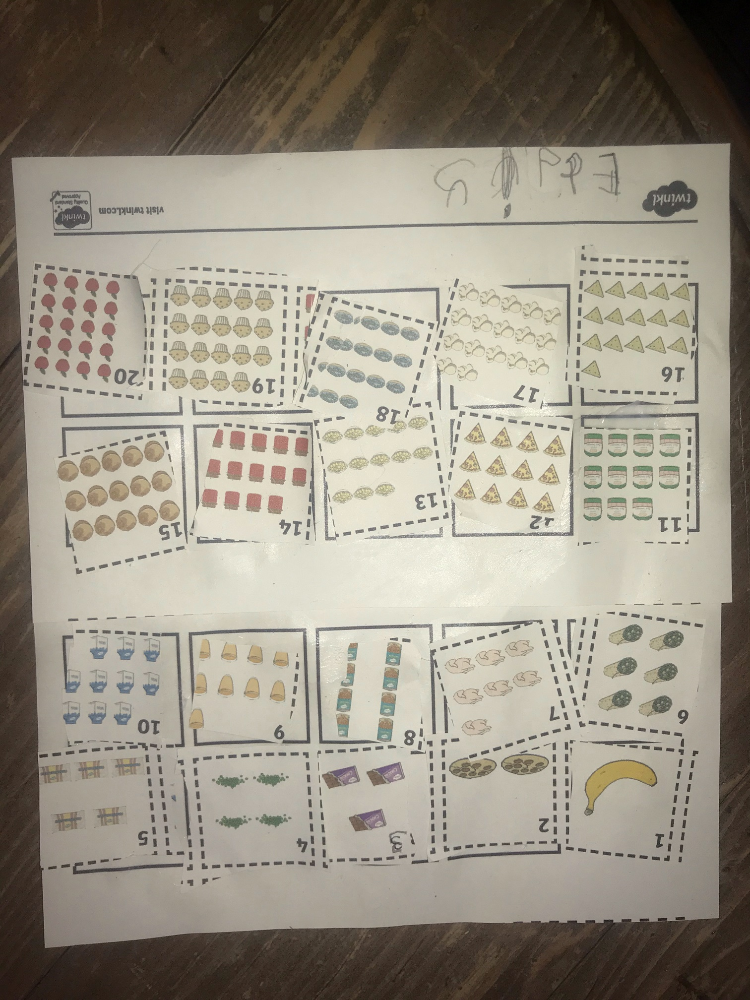 1 2 3 4 5
6 7 8 9 10
11 12 13 14 15
16 17 18 19 20
twinkl
visit twinkl.com
twinkl
Quality Standard
Approved